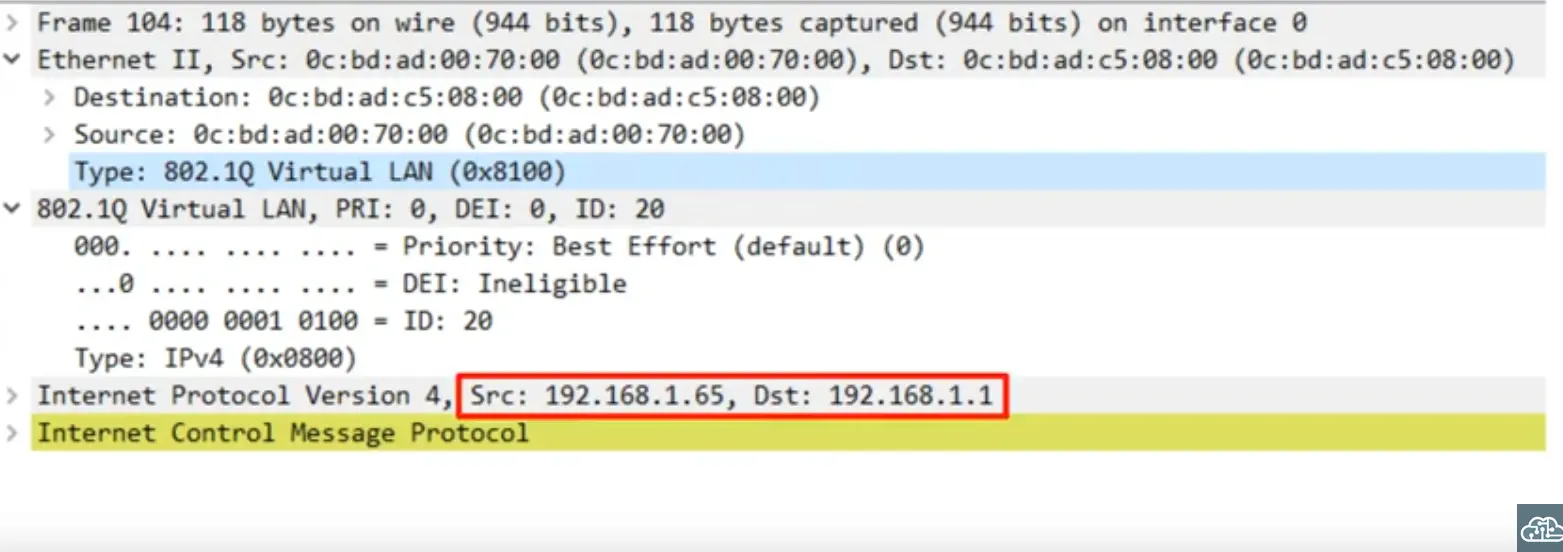 Frame 104: 118 bytes on wire (944 bits), 118 bytes captured (944 bits) on interface 0
Ethernet II, Src: 0c:bd:ad:00:70:00 (0c:bd:ad:00:70:00), Dst: 0c:bd:ad:c5:08:00 (0c:bd:ad:c5:08:00)
Destination: 0c:bd:ad:c5:08:00 (0c:bd:ad:c5:08:00)
Source: 0c:bd:ad:00:70:00 (0c:bd:ad:00:70:00)
Type: 802.1Q Virtual LAN (0x8100)
802.1Q Virtual LAN, PRI: 0, DEI: 0, ID: 20
000. .... .... .... = Priority: Best Effort (default) (0)
...0 .... .... .... = DEI: Ineligible
.... 0000 0001 0100 = ID: 20
Type: IPv4 (0x0800)
Internet Protocol Version 4, Src: 192.168.1.65, Dst: 192.168.1.1
Internet Control Message Protocol